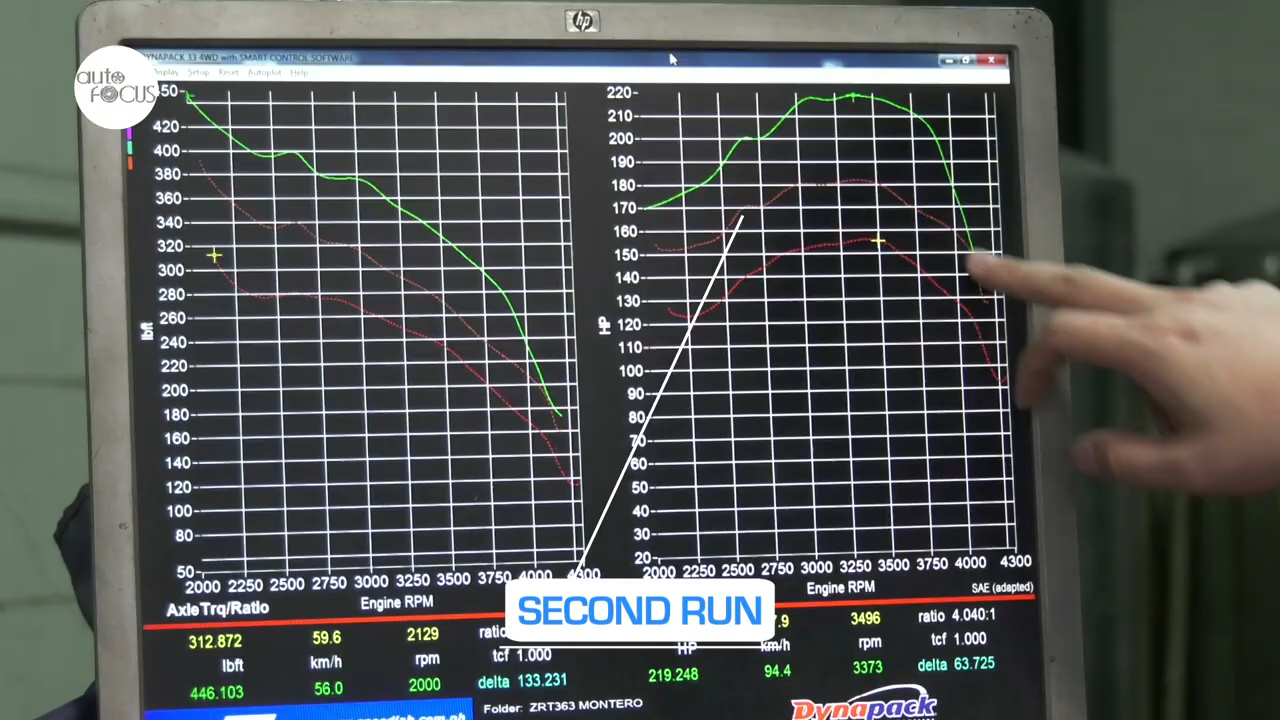 hp
DYNAPACK 33 4WD with SMART CONTROL SOFTWARE
Display Setup Reset Autoplot Help
auto
FOCUS
420
400
380
360
340
320
300
280
260
240
220
200
180
160
140
120
100
80
50
lbft
2000 2250 2500 2750 3000 3250 3500 3750 4000 4300
Engine RPM
AxleTrq/Ratio
220
210
200
190
180
170
160
150
140
130
120
110
100
90
80
70
60
50
40
30
20
HP
2000 2250 2500 2750 3000 3250 3500 3750 4000 4300
Engine RPM
SAE (adapted)
SECOND RUN
312.872 59.6 2129 7.9 3496 ratio 4.040:1
lbft km/h rpm tcf 1.000 HP km/h rpm tcf 1.000
446.103 56.0 2000 delta 133.231 219.248 94.4 3373 delta 63.725
Folder: ZRT363 MONTERO
Dynapack